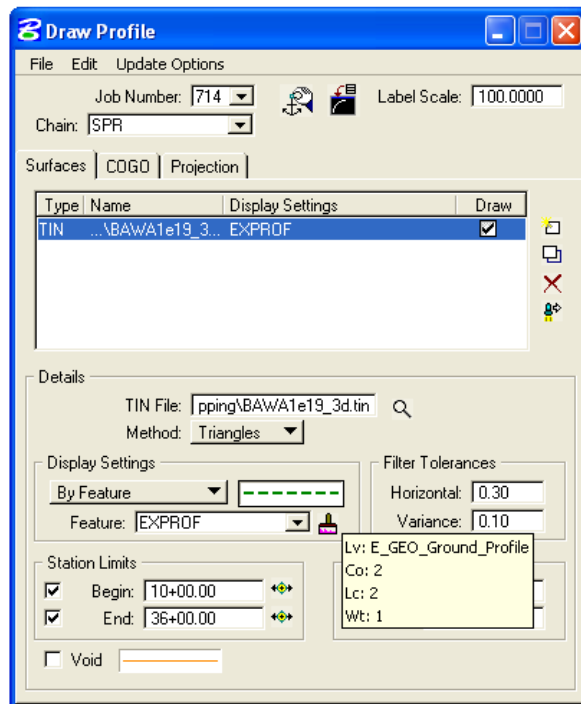 Draw Profile
File Edit Update Options
Job Number: 714 Label Scale: 100.0000
Chain: SPR
Surfaces COGO Projection
Type Name Display Settings Draw
TIN ...\BAWA1e19_3... EXPROF
Details
TIN File: pping\BAWA1e19_3d.tin
Method: Triangles
Display Settings Filter Tolerances
By Feature Horizontal: 0.30
Feature: EXPROF Variance: 0.10
Lv: E_GEO_Ground_Profile
Station Limits Co: 2
Begin: 10+00.00 Lc: 2
End: 36+00.00 Wt: 1
Void